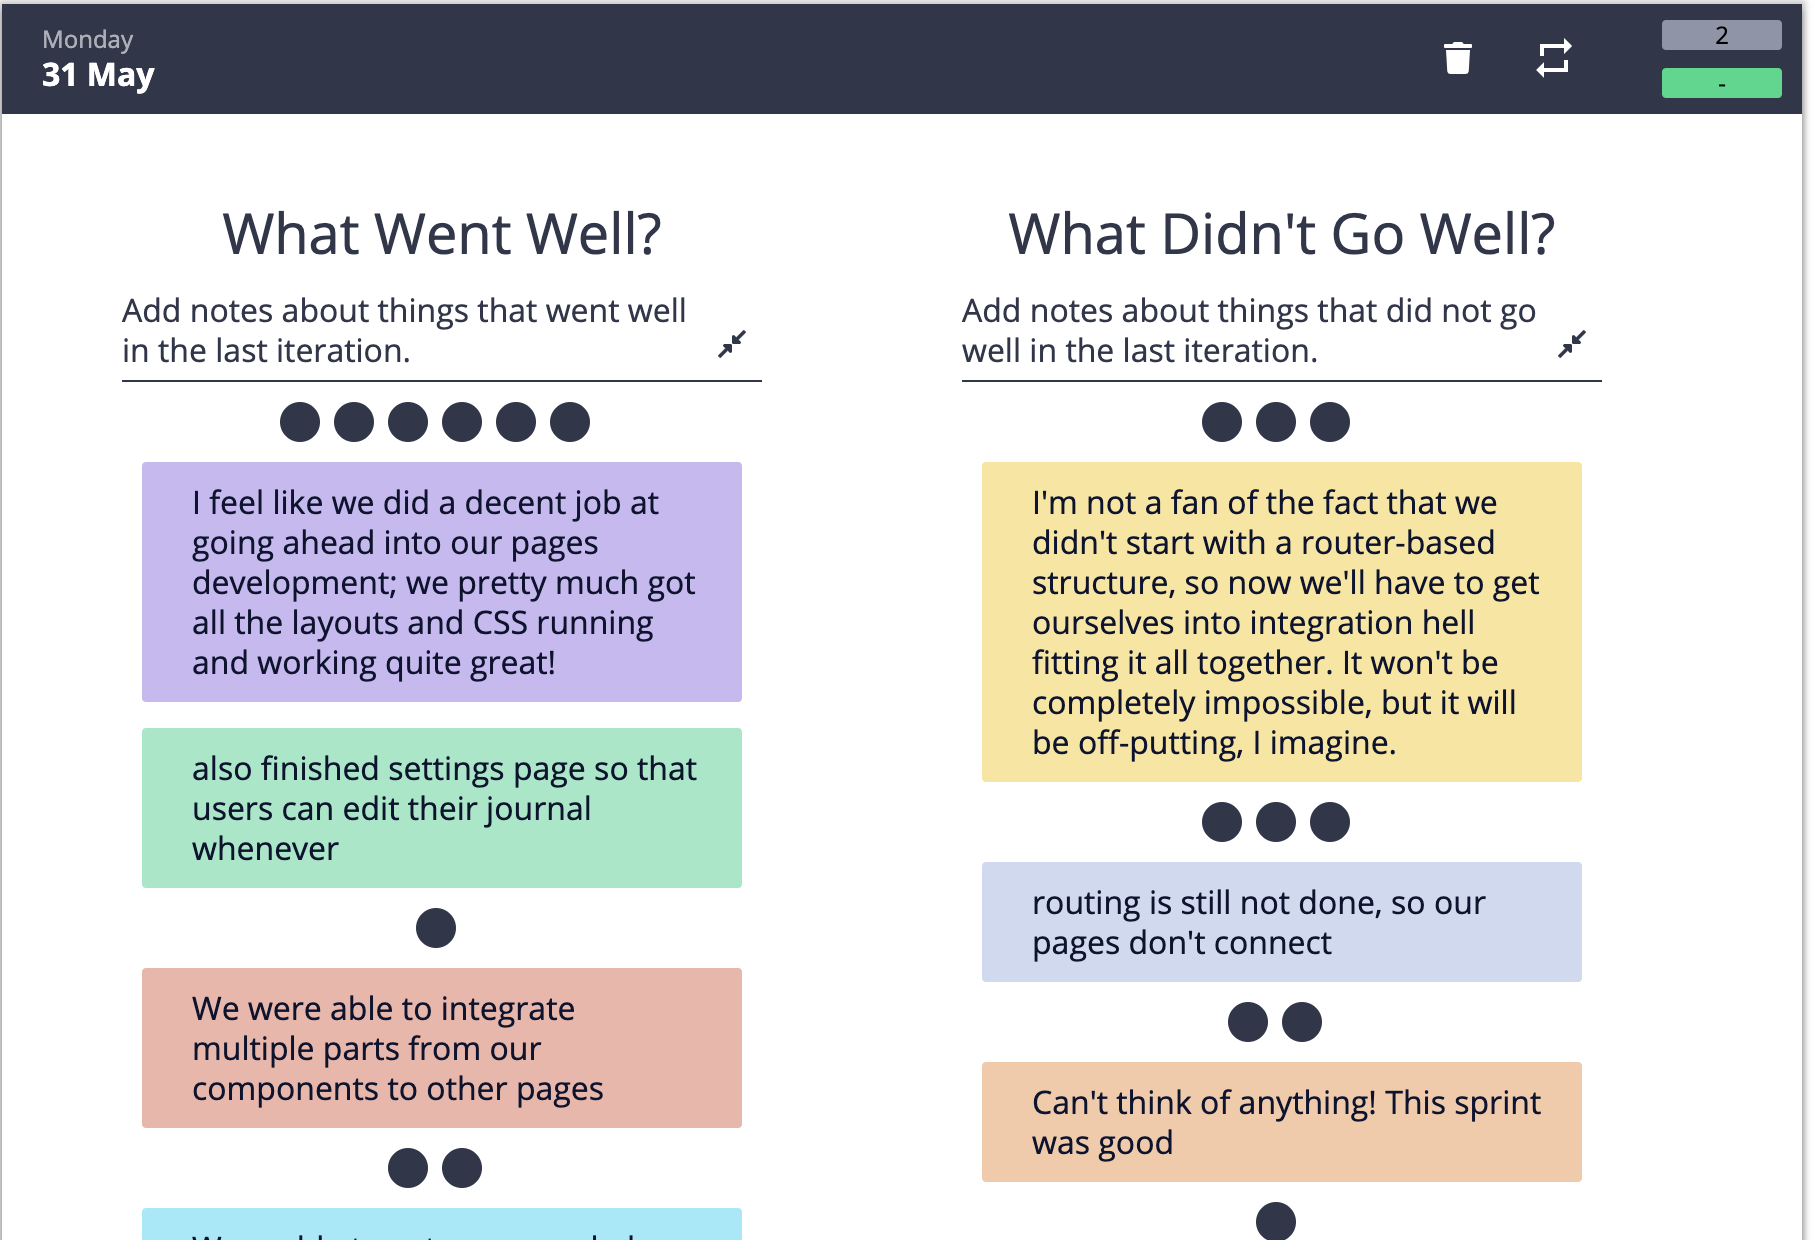 Monday
31 May
2
-
What Went Well?
Add notes about things that went well
in the last iteration.
I feel like we did a decent job at
going ahead into our pages
development; we pretty much got
all the layouts and CSS running
and working quite great!
also finished settings page so that
users can edit their journal
whenever
We were able to integrate
multiple parts from our
components to other pages
What Didn't Go Well?
Add notes about things that did not go
well in the last iteration.
I'm not a fan of the fact that we
didn't start with a router-based
structure, so now we'll have to get
ourselves into integration hell
fitting it all together. It won't be
completely impossible, but it will
be off-putting, I imagine.
routing is still not done, so our
pages don't connect
Can't think of anything! This sprint
was good